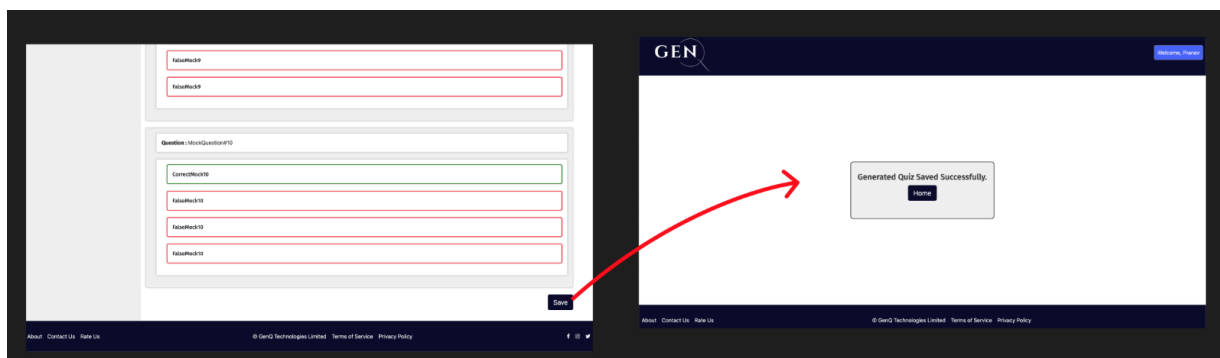 FalseMock9
FalseMock9
Question : MockQuestion#10
CorrectMock10
FalseMock10
FalseMock10
FalseMock10
Save
About Contact Us Rate Us
© GenQ Technologies Limited Terms of Service Privacy Policy
GEN Q
Welcome, Pranav
Generated Quiz Saved Successfully.
Home
About Contact Us Rate Us
© GenQ Technologies Limited Terms of Service Privacy Policy